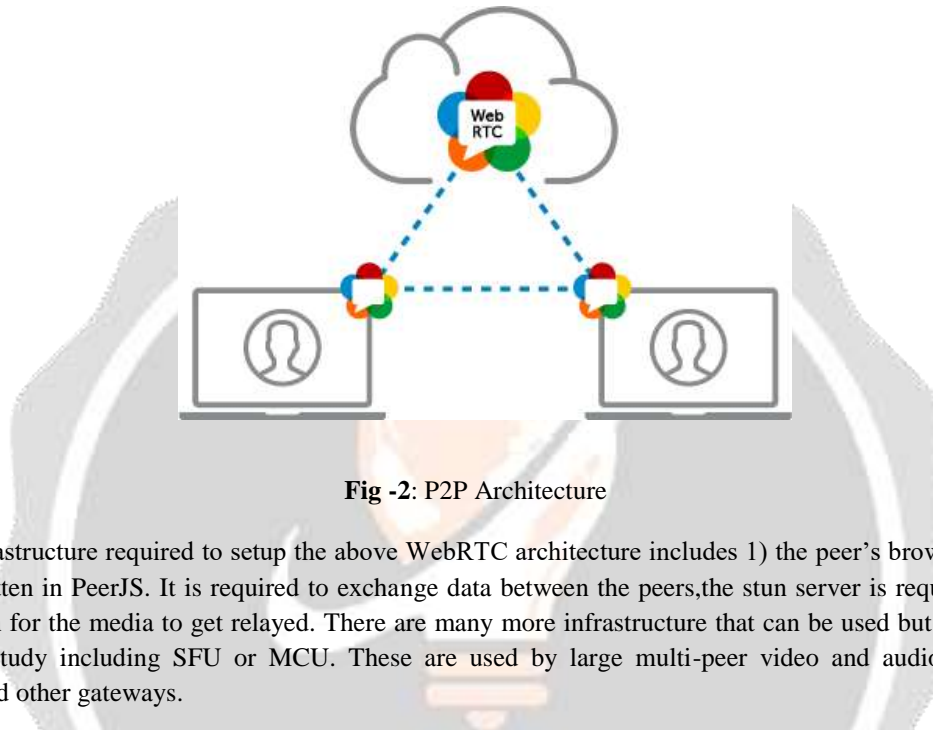 Web
RTC
Fig -2: P2P Architecture
astructure required to setup the above WebRTC architecture includes 1) the peer’s brow
ten in PeerJS. It is required to exchange data between the peers,the stun server is requ
for the media to get relayed. There are many more infrastructure that can be used but
tudy including SFU or MCU. These are used by large multi-peer video and audio
d other gateways.